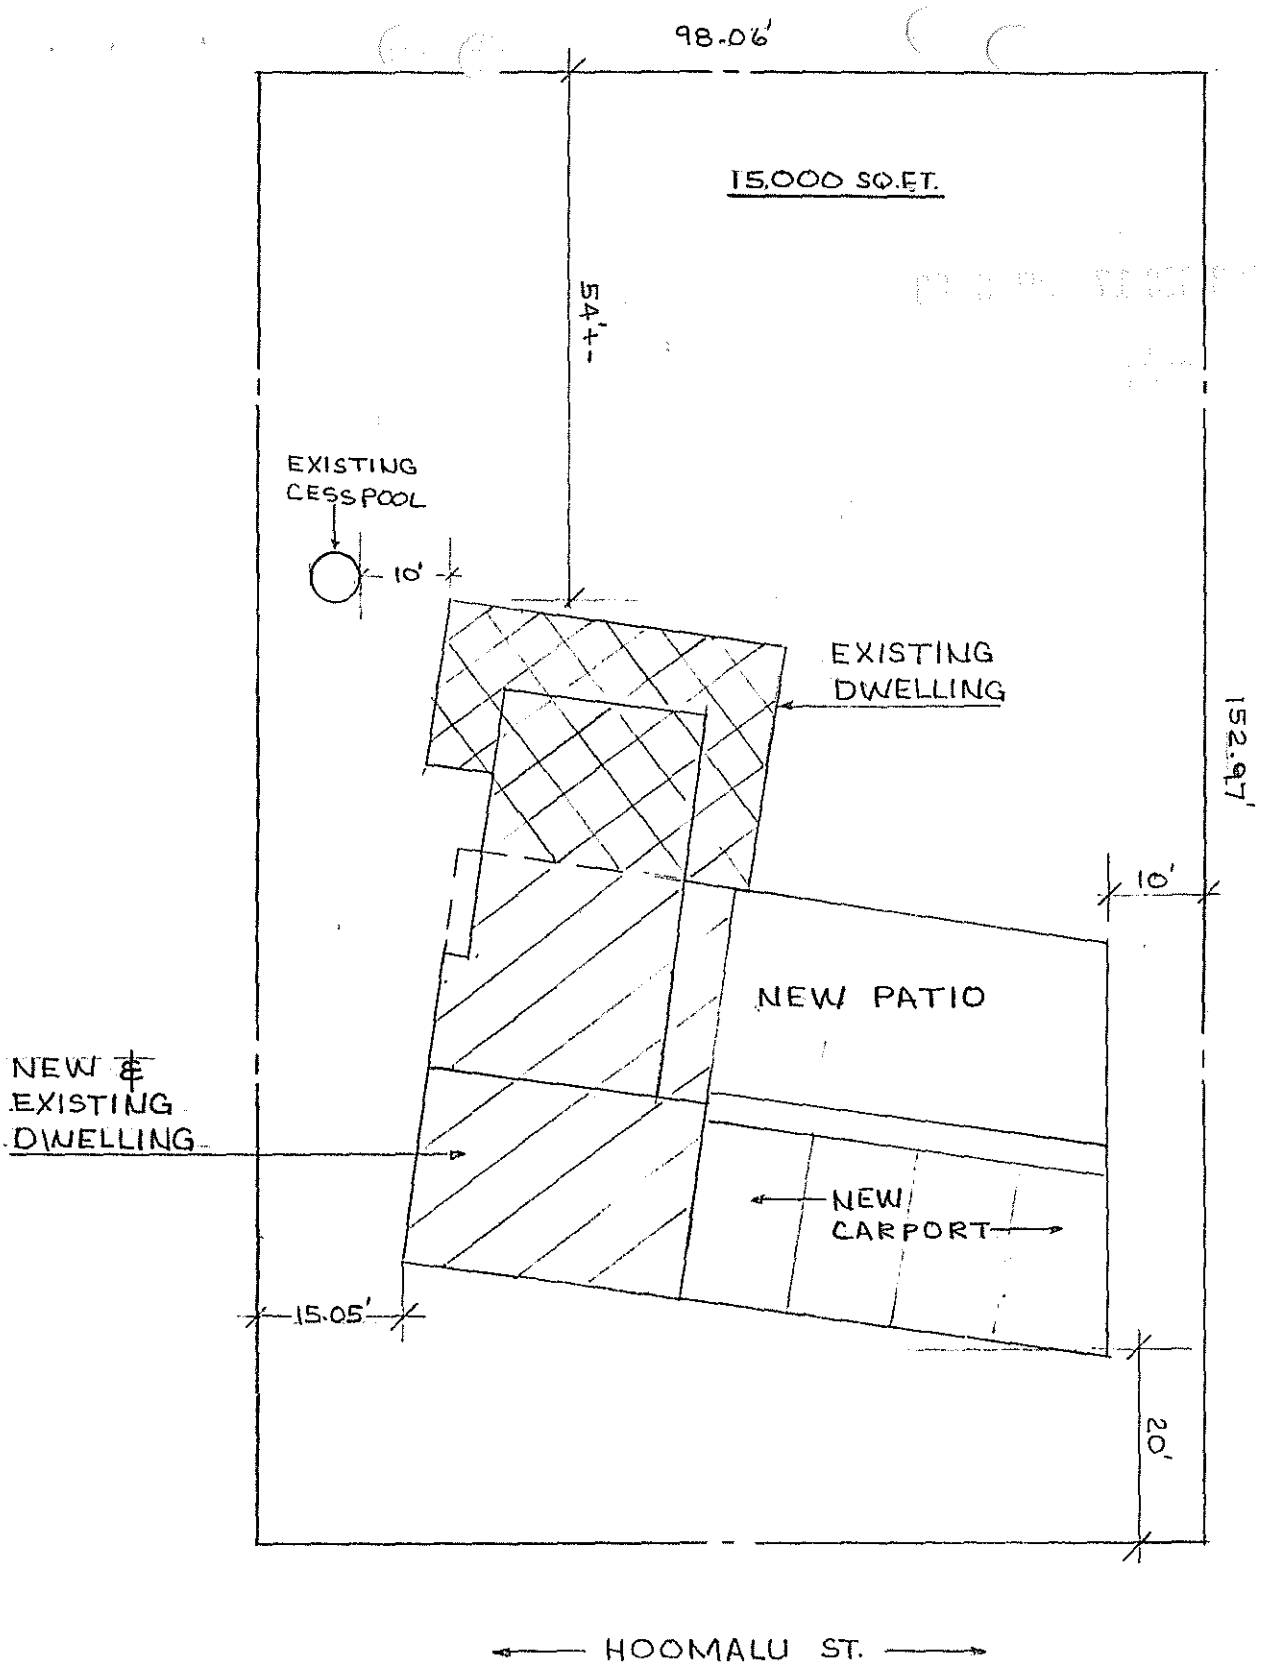 98.06'
15,000 SQ.FT.
54'+-
EXISTING
CESSPOOL
10'
EXISTING
DWELLING
152.97'
10'
NEW PATIO
NEW &
EXISTING
DWELLING
NEW
CARPORT
15.05'
20'
HOOMALU ST.